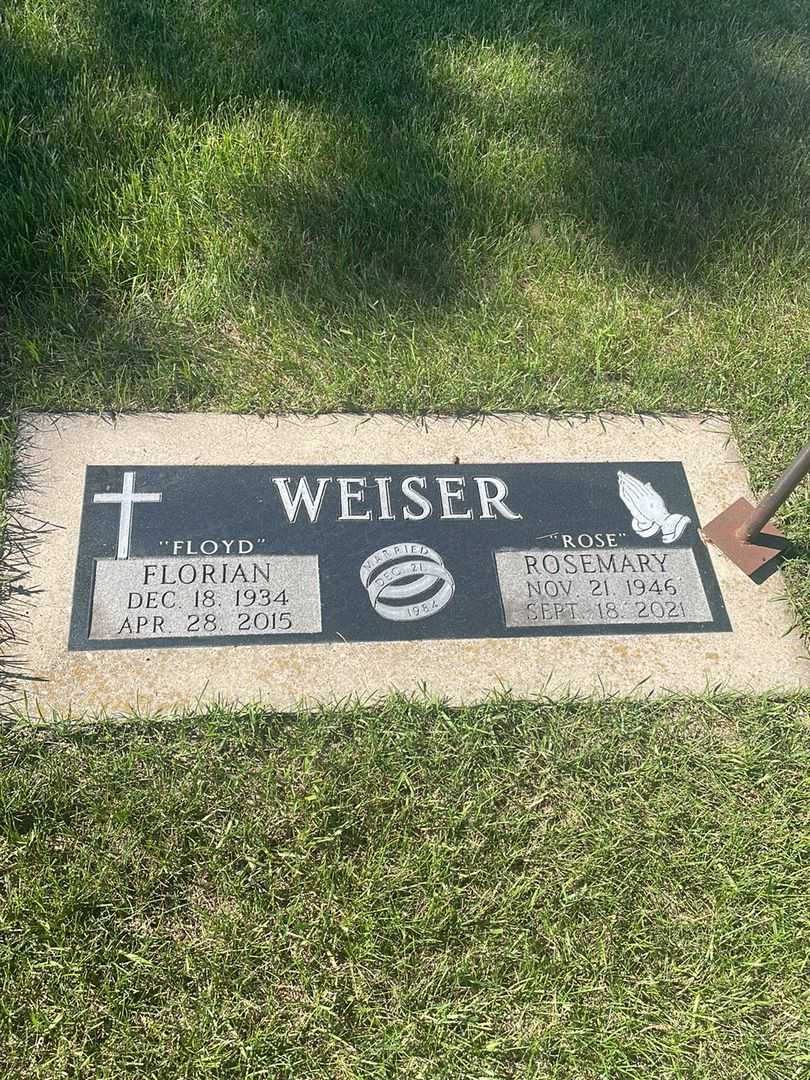 WEISER
"FLOYD"
FLORIAN
DEC. 18. 1934
APR. 28. 2015
MARRIED
DEC. 21.
1984
"ROSE"
ROSEMARY
NOV. 21. 1946
SEPT. 18. 2021